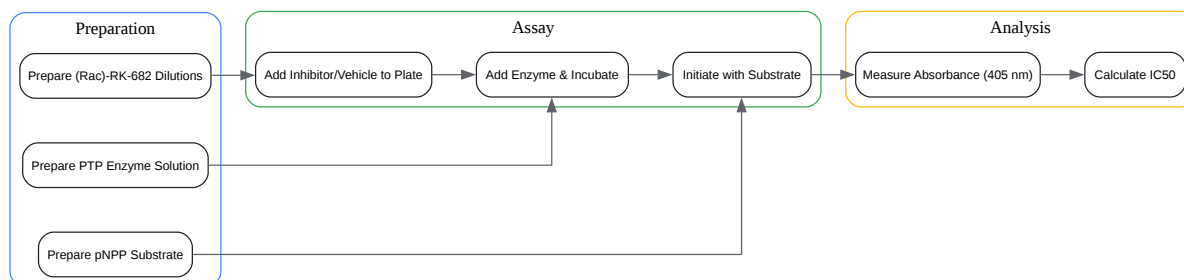 Preparation
Assay
Analysis
Prepare (Rac)-RK-682 Dilutions
Add Inhibitor/Vehicle to Plate
Add Enzyme & Incubate
Initiate with Substrate
Measure Absorbance (405 nm)
Calculate IC50
Prepare PTP Enzyme Solution
Prepare pNPP Substrate